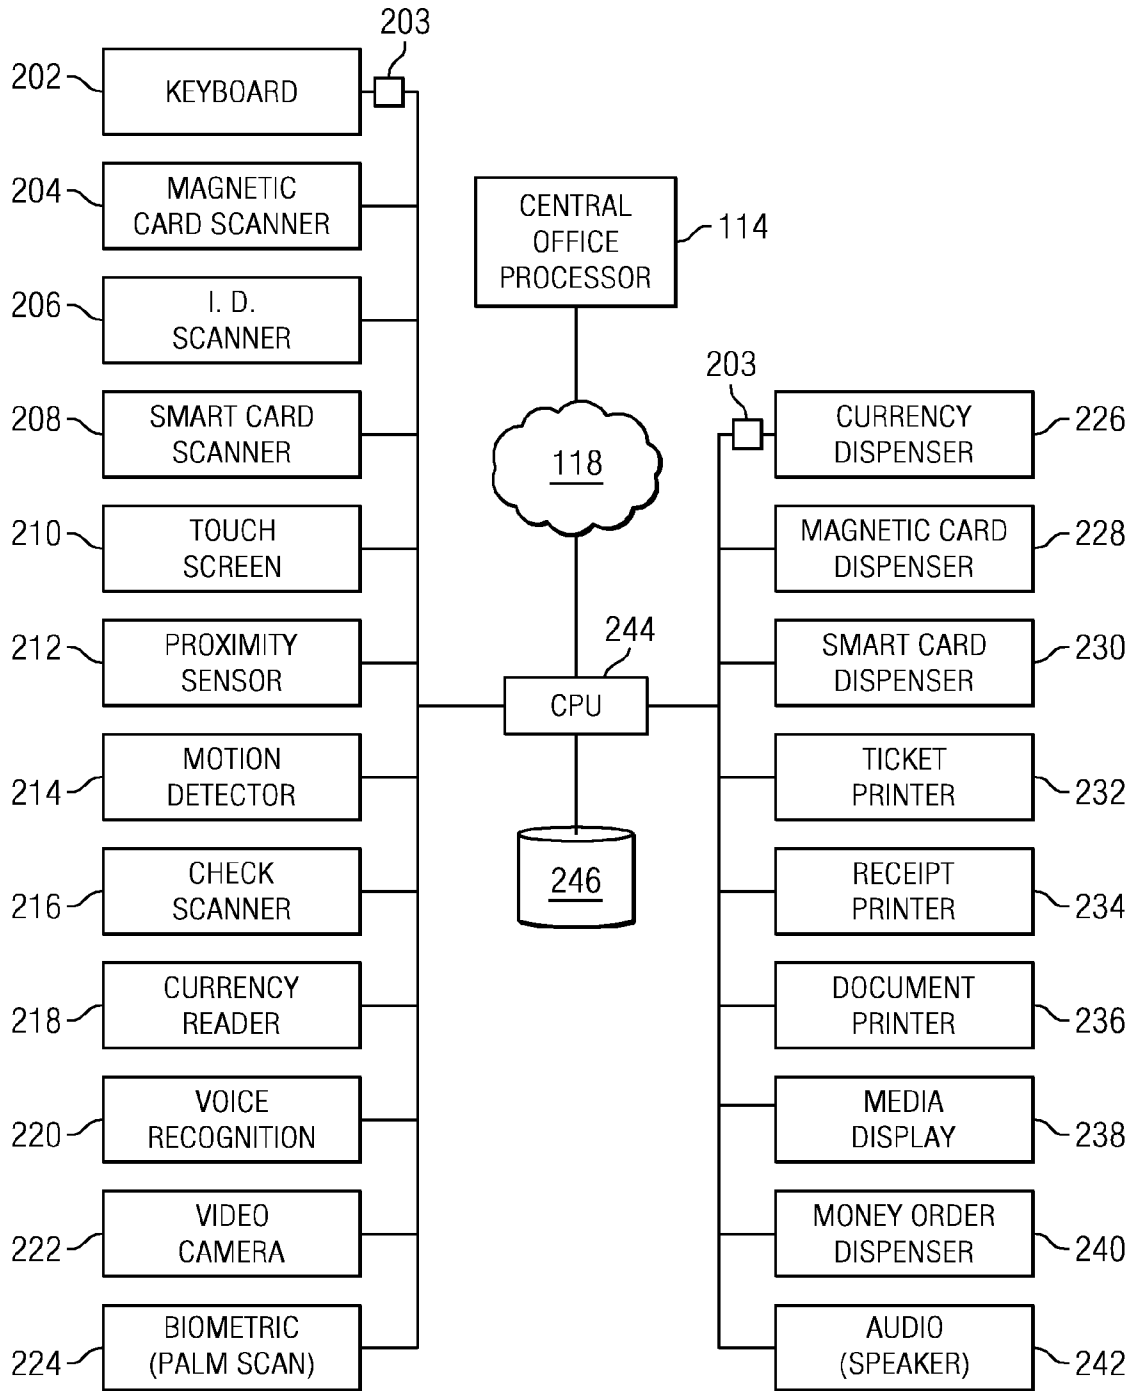 203
202
KEYBOARD
204
MAGNETIC
CARD SCANNER
206
I. D.
SCANNER
208
SMART CARD
SCANNER
210
TOUCH
SCREEN
212
PROXIMITY
SENSOR
214
MOTION
DETECTOR
216
CHECK
SCANNER
218
CURRENCY
READER
220
VOICE
RECOGNITION
222
VIDEO
CAMERA
224
BIOMETRIC
(PALM SCAN)
CENTRAL
OFFICE
PROCESSOR
114
118
244
CPU
246
203
CURRENCY
DISPENSER
226
MAGNETIC CARD
DISPENSER
228
SMART CARD
DISPENSER
230
TICKET
PRINTER
232
RECEIPT
PRINTER
234
DOCUMENT
PRINTER
236
MEDIA
DISPLAY
238
MONEY ORDER
DISPENSER
240
AUDIO
(SPEAKER)
242